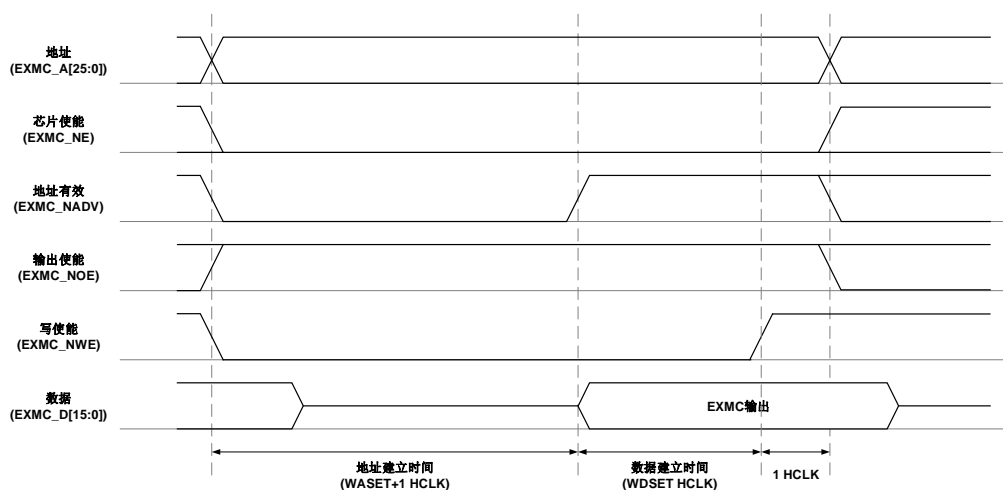 地址
(EXMC_A[25:0])
芯片使能
(EXMC_NE)
地址有效
(EXMC_NADV)
输出使能
(EXMC_NOE)
写使能
(EXMC_NWE)
数据
(EXMC_D[15:0])
EXMC输出
地址建立时间
(WASET+1 HCLK)
数据建立时间
(WDSET HCLK)
1 HCLK